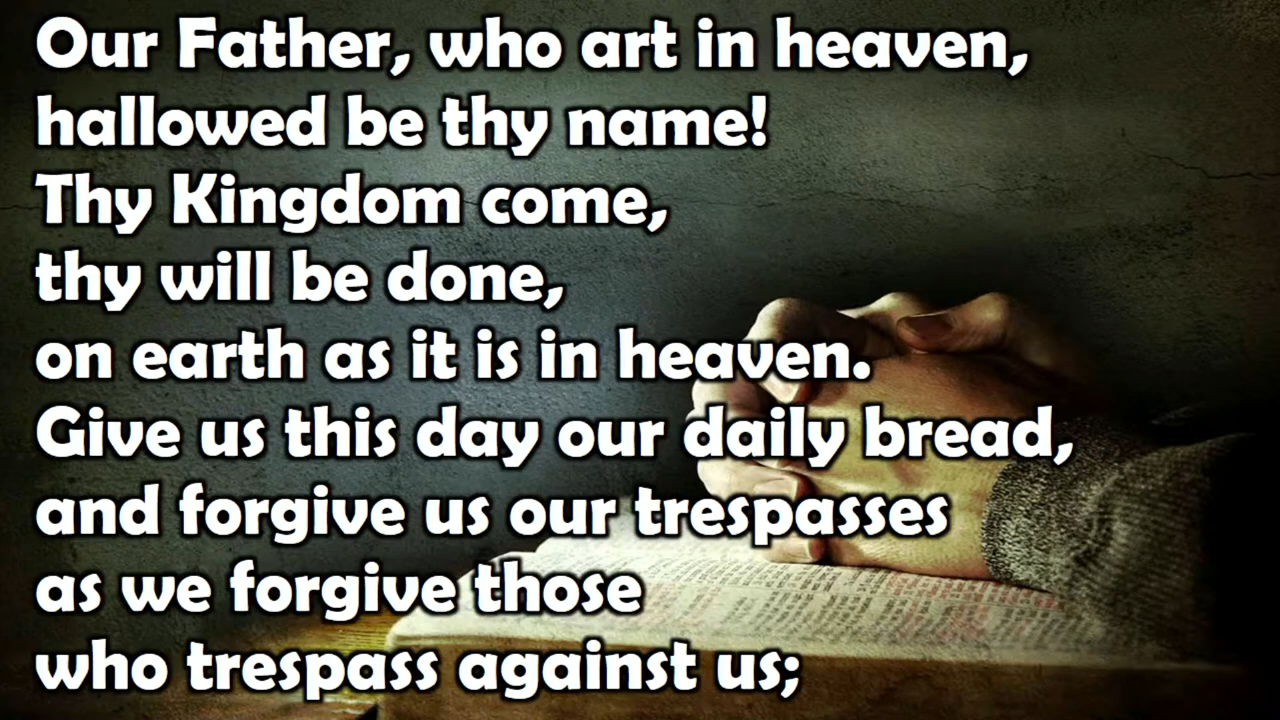 Our Father, who art in heaven,
hallowed be thy name!
Thy Kingdom come,
thy will be done,
on earth as it is in heaven.
Give us this day our daily bread,
and forgive us our trespasses
as we forgive those
who trespass against us;